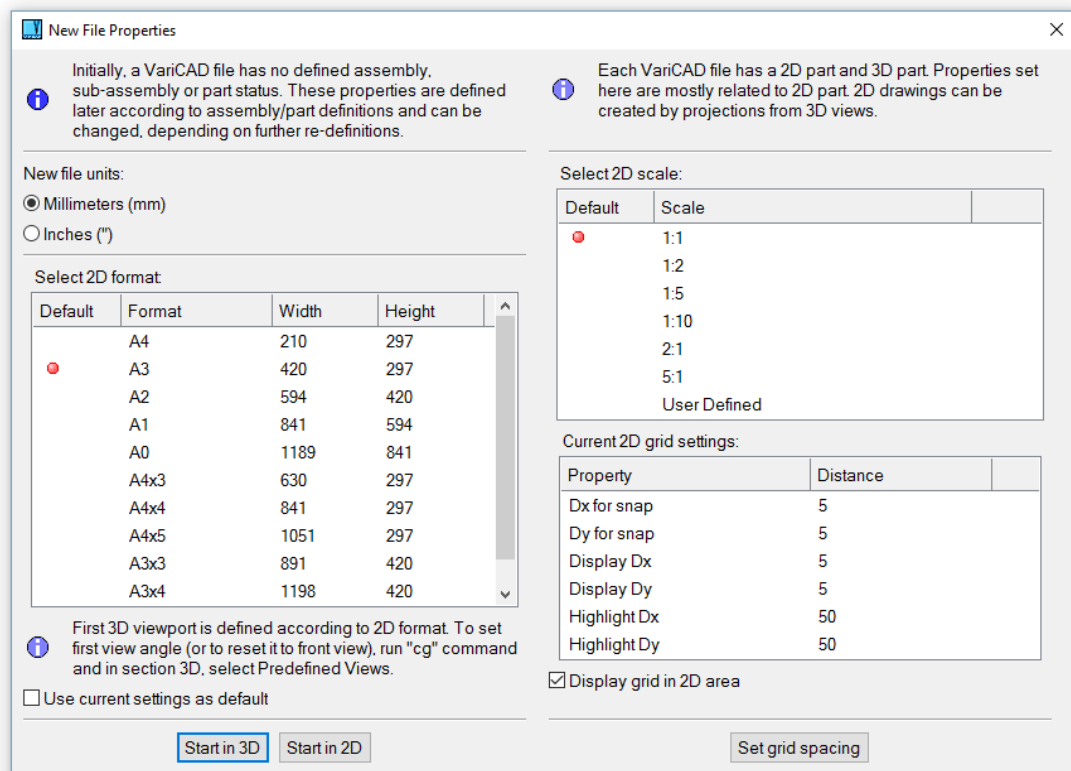 New File Properties
Initially, a VariCAD file has no defined assembly,
sub-assembly or part status. These properties are defined
later according to assembly/part definitions and can be
changed, depending on further re-definitions.
Each VariCAD file has a 2D part and 3D part. Properties set
here are mostly related to 2D part. 2D drawings can be
created by projections from 3D views.
New file units:
Millimeters (mm)
Inches (")
Select 2D format:
Default Format Width Height
A4 210 297
A3 420 297
A2 594 420
A1 841 594
A0 1189 841
A4x3 630 297
A4x4 841 297
A4x5 1051 297
A3x3 891 420
A3x4 1198 420
First 3D viewport is defined according to 2D format. To set
first view angle (or to reset it to front view), run "cg" command
and in section 3D, select Predefined Views.
Use current settings as default
Start in 3D Start in 2D
Select 2D scale:
Default Scale
1:1
1:2
1:5
1:10
2:1
5:1
User Defined
Current 2D grid settings:
Property Distance
Dx for snap 5
Dy for snap 5
Display Dx 5
Display Dy 5
Highlight Dx 50
Highlight Dy 50
Display grid in 2D area
Set grid spacing